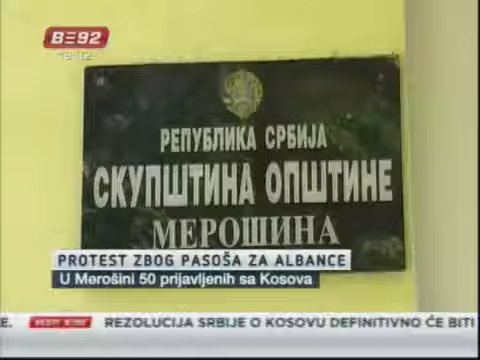 B92
РЕПУБЛИКА СРБИЈА
СКУПШТИНА ОПШТИНЕ
МЕРОШИНА
PROTEST ZBOG PASOŠA ZA ALBANCE
U Merošini 50 prijavljenih sa Kosova
REZOLUCIJA SRBIJE O KOSOVU DEFINITIVNO ĆE BITI